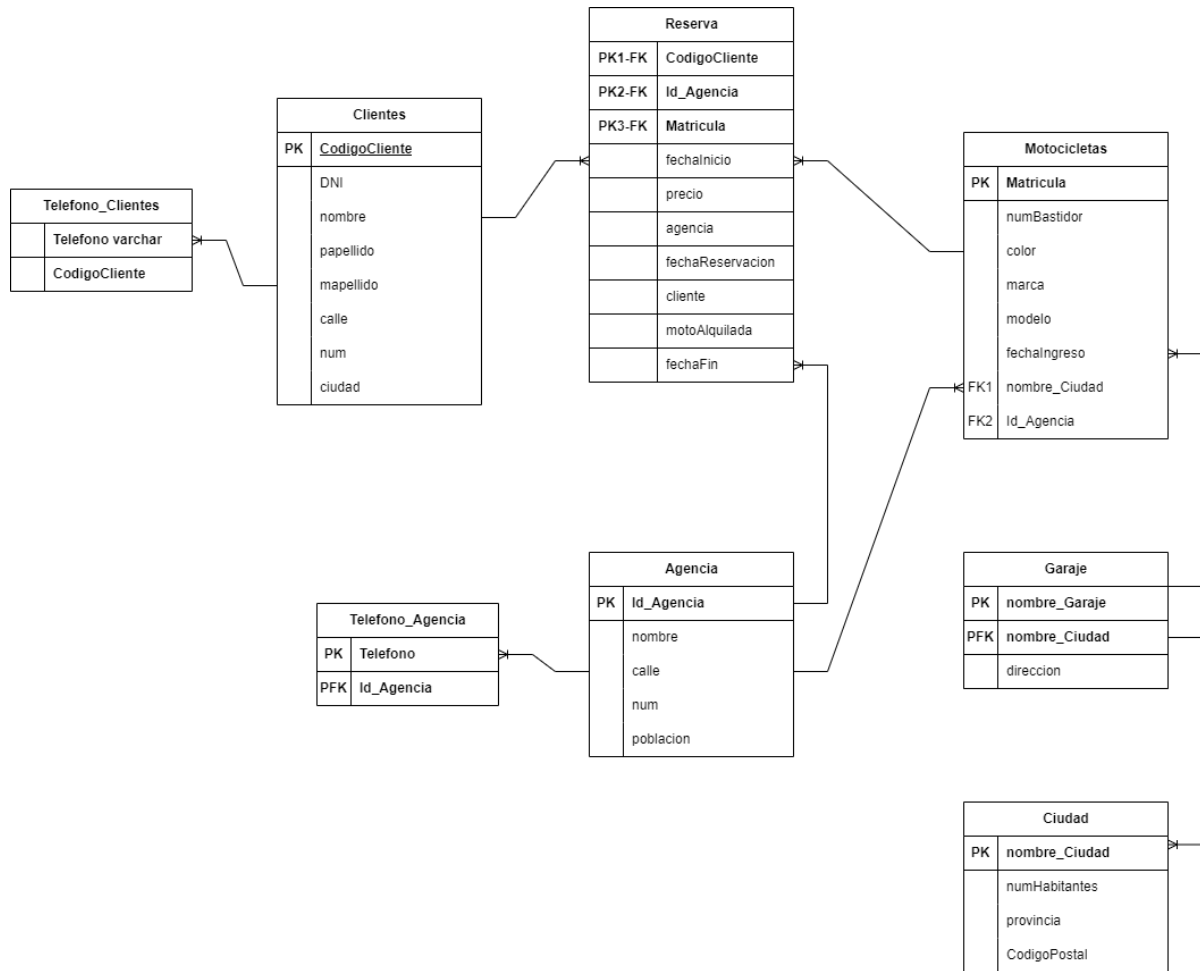 Reserva
PK1-FK CodigoCliente
PK2-FK Id_Agencia
PK3-FK Matricula
fechaInicio
precio
agencia
fechaReservacion
cliente
motoAlquilada
fechaFin
Clientes
PK CodigoCliente
DNI
nombre
papellido
mapellido
calle
num
ciudad
Telefono_Clientes
Telefono varchar
CodigoCliente
Motocicletas
PK Matricula
numBastidor
color
marca
modelo
fechaIngreso
FK1 nombre_Ciudad
FK2 Id_Agencia
Agencia
PK Id_Agencia
nombre
calle
num
poblacion
Telefono_Agencia
PK Telefono
PFK Id_Agencia
Garaje
PK nombre_Garaje
PFK nombre_Ciudad
direccion
Ciudad
PK nombre_Ciudad
numHabitantes
provincia
CodigoPostal